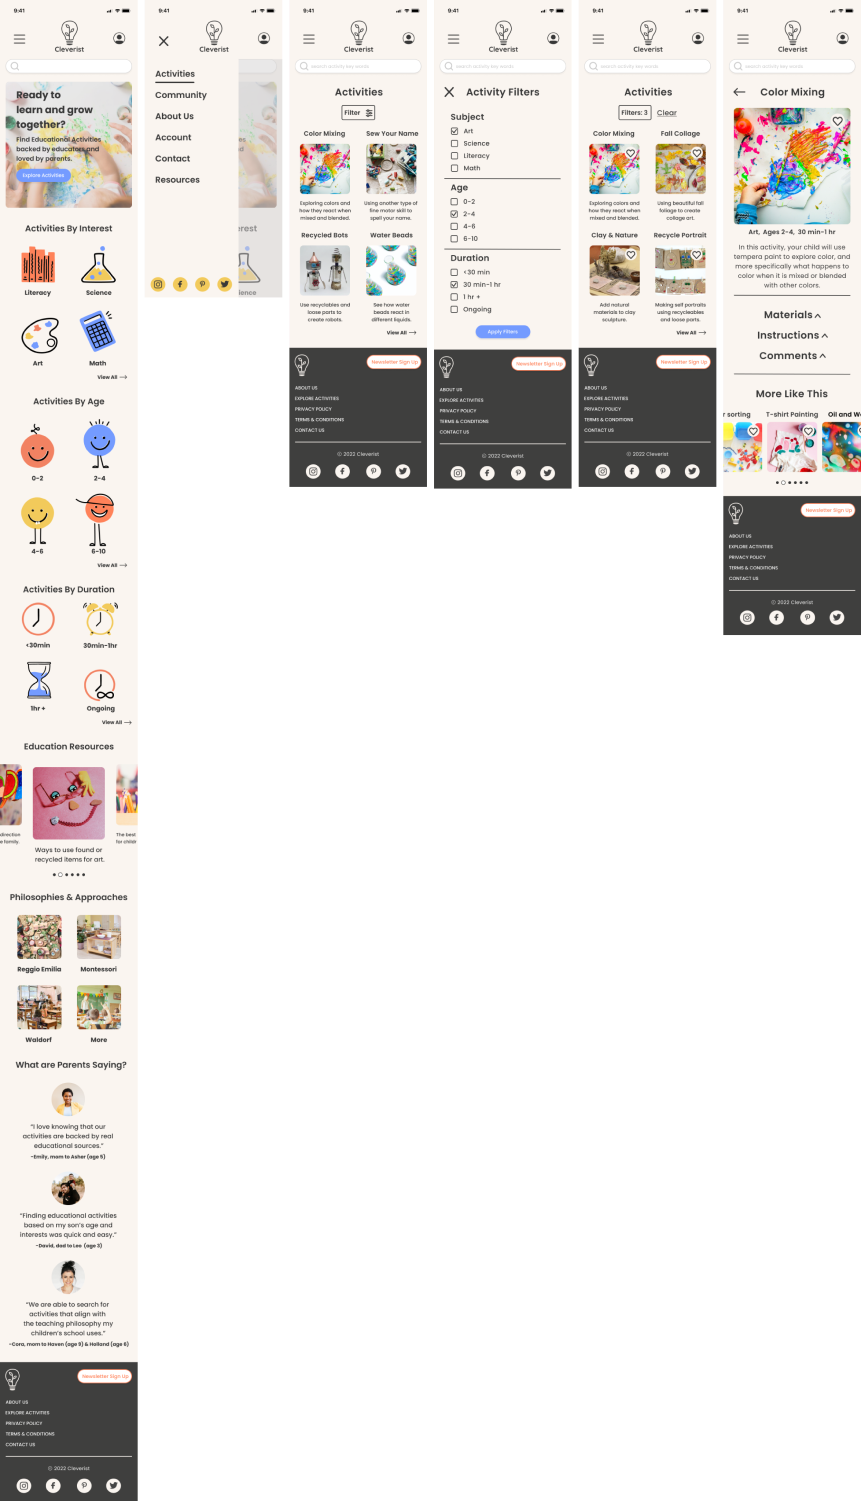 9:41
Cleverist
Ready to
learn and grow
together?
Find Educational Activities
backed by educators and
loved by parents.
Explore Activities
Activities By Interest
Literacy
Science
Art
Math
View All
Activities By Age
0-2
2-4
4-6
6-10
View All
Activities By Duration
<30min
30min-1hr
1hr +
Ongoing
View All
Education Resources
direction
e family.
Ways to use found or
recycled items for art.
The best
for childr
Philosophies & Approaches
Reggio Emilia
Montessori
Waldorf
More
What are Parents Saying?
"I love knowing that our
activities are backed by real
educational sources."
-Emily, mom to Asher (age 5)
"Finding educational activities
based on my son's age and
interests was quick and easy."
-David, dad to Leo (age 3)
"We are able to search for
activities that align with
the teaching philosophy my
children's school uses."
-Cora, mom to Haven (age 9) & Holland (age 6)
Newsletter Sign Up
ABOUT US
EXPLORE ACTIVITIES
PRIVACY POLICY
TERMS & CONDITIONS
CONTACT US
© 2022 Cleverist
9:41
Cleverist
Activities
Community
About Us
Account
Contact
Resources
erest
ience
9:41
Cleverist
search activity key words
Activities
Filter
Color Mixing
Exploring colors and
how they react when
mixed and blended.
Sew Your Name
Using another type of
fine motor skill to
spell your name.
Recycled Bots
Use recyclables and
loose parts to
create robots.
Water Beads
See how water
beads react in
different liquids.
View All
Newsletter Sign Up
ABOUT US
EXPLORE ACTIVITIES
PRIVACY POLICY
TERMS & CONDITIONS
CONTACT US
© 2022 Cleverist
9:41
Cleverist
search activity key words
Activity Filters
Subject
Art
Science
Literacy
Math
Age
0-2
2-4
4-6
6-10
Duration
<30 min
30 min-1 hr
1 hr +
Ongoing
Apply Filters
Newsletter Sign Up
ABOUT US
EXPLORE ACTIVITIES
PRIVACY POLICY
TERMS & CONDITIONS
CONTACT US
© 2022 Cleverist
9:41
Cleverist
search activity key words
Activities
Filters: 3
Clear
Color Mixing
Exploring colors and
how they react when
mixed and blended.
Fall Collage
Using beautiful fall
foliage to create
collage art.
Clay & Nature
Add natural
materials to clay
sculpture.
Recycle Portrait
Making self portraits
using recycleables
and loose parts.
View All
Newsletter Sign Up
ABOUT US
EXPLORE ACTIVITIES
PRIVACY POLICY
TERMS & CONDITIONS
CONTACT US
© 2022 Cleverist
9:41
Cleverist
search activity key words
Color Mixing
Art, Ages 2-4, 30 min-1 hr
In this activity, your child will use
tempera paint to explore color, and
more specifically what happens to
color when it is mixed or blended
with other colors.
Materials
Instructions
Comments
More Like This
r sorting
T-shirt Painting
Oil and W
Newsletter Sign Up
ABOUT US
EXPLORE ACTIVITIES
PRIVACY POLICY
TERMS & CONDITIONS
CONTACT US
© 2022 Cleverist